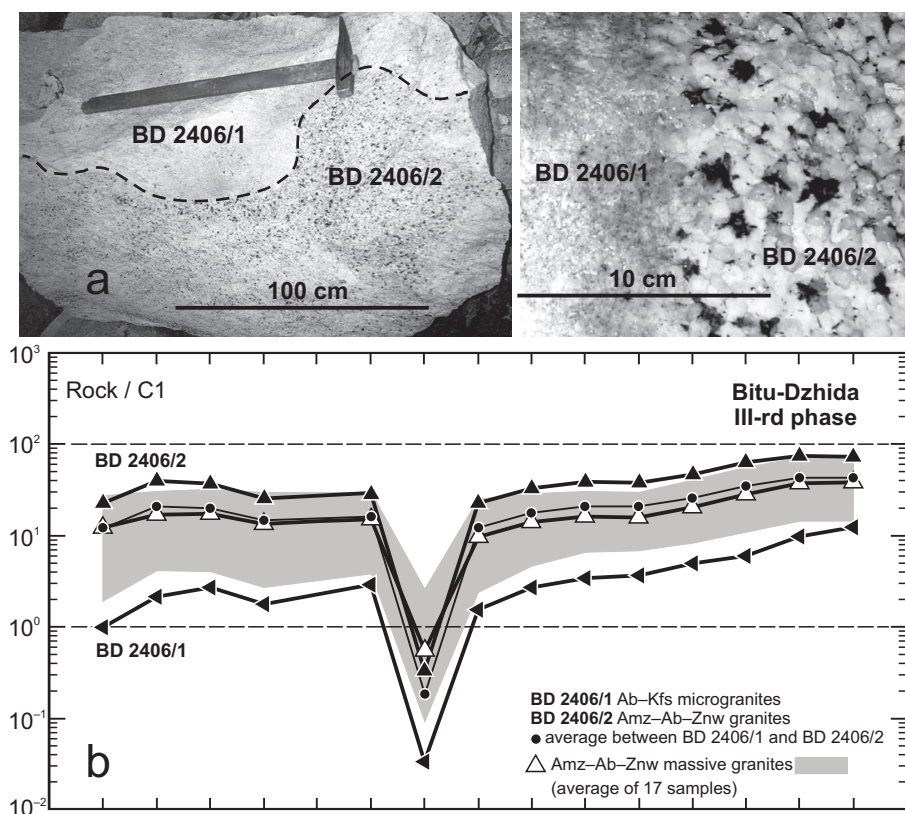 BD 2406/1
BD 2406/2
a
100 cm
BD 2406/1
BD 2406/2
10 cm
10³
Rock / C1
Bitu-Dzhida
III-rd phase
10²
BD 2406/2
10¹
10⁰
BD 2406/1
10⁻¹
BD 2406/1 Ab–Kfs microgranites
BD 2406/2 Amz–Ab–Znw granites
average between BD 2406/1 and BD 2406/2
Amz–Ab–Znw massive granites
(average of 17 samples)
b
10⁻²